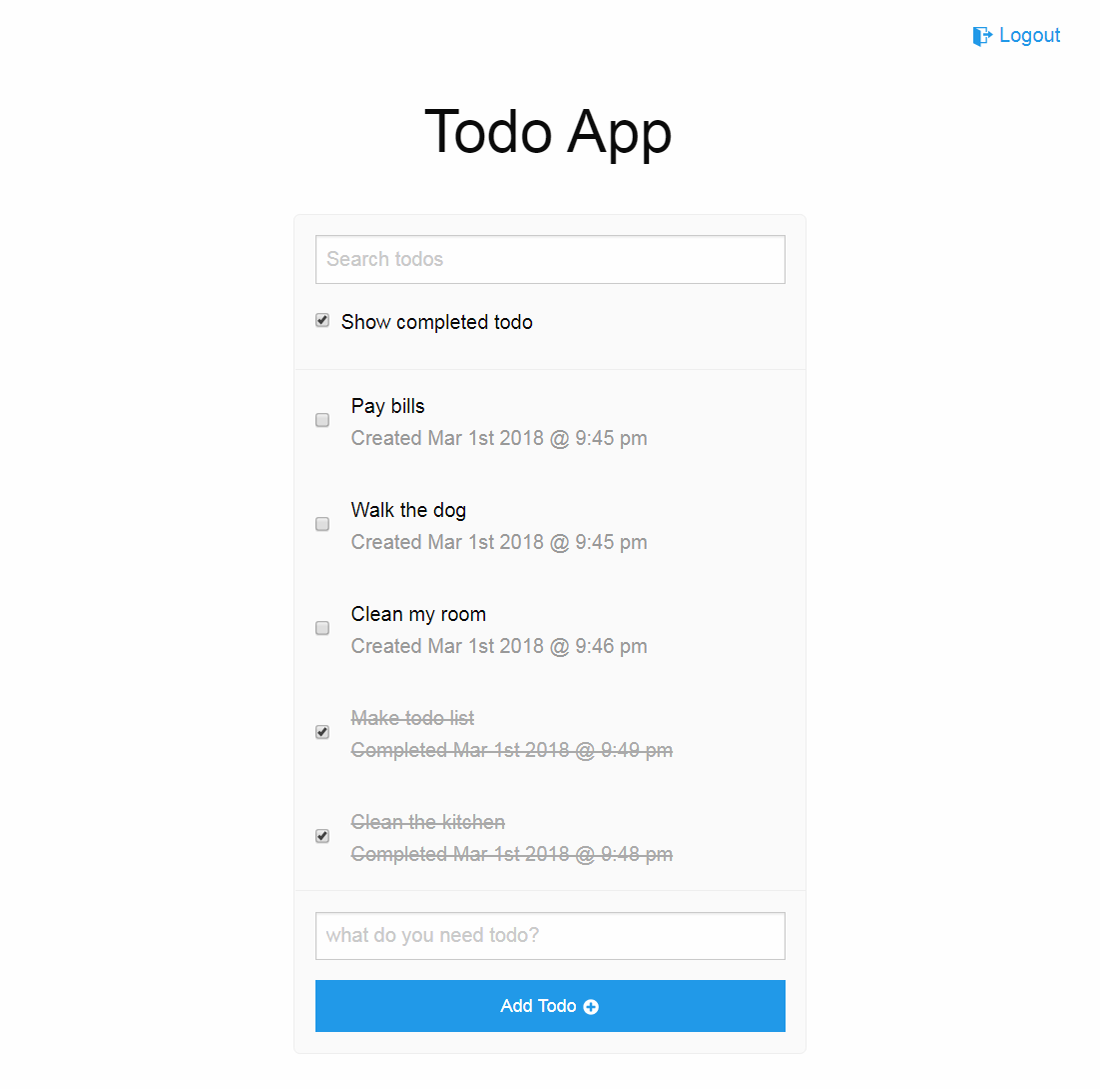 Logout
Todo App
Search todos
Show completed todo
Pay bills
Created Mar 1st 2018 @ 9:45 pm
Walk the dog
Created Mar 1st 2018 @ 9:45 pm
Clean my room
Created Mar 1st 2018 @ 9:46 pm
Make todo list
Completed Mar 1st 2018 @ 9:49 pm
Clean the kitchen
Completed Mar 1st 2018 @ 9:48 pm
what do you need todo?
Add Todo